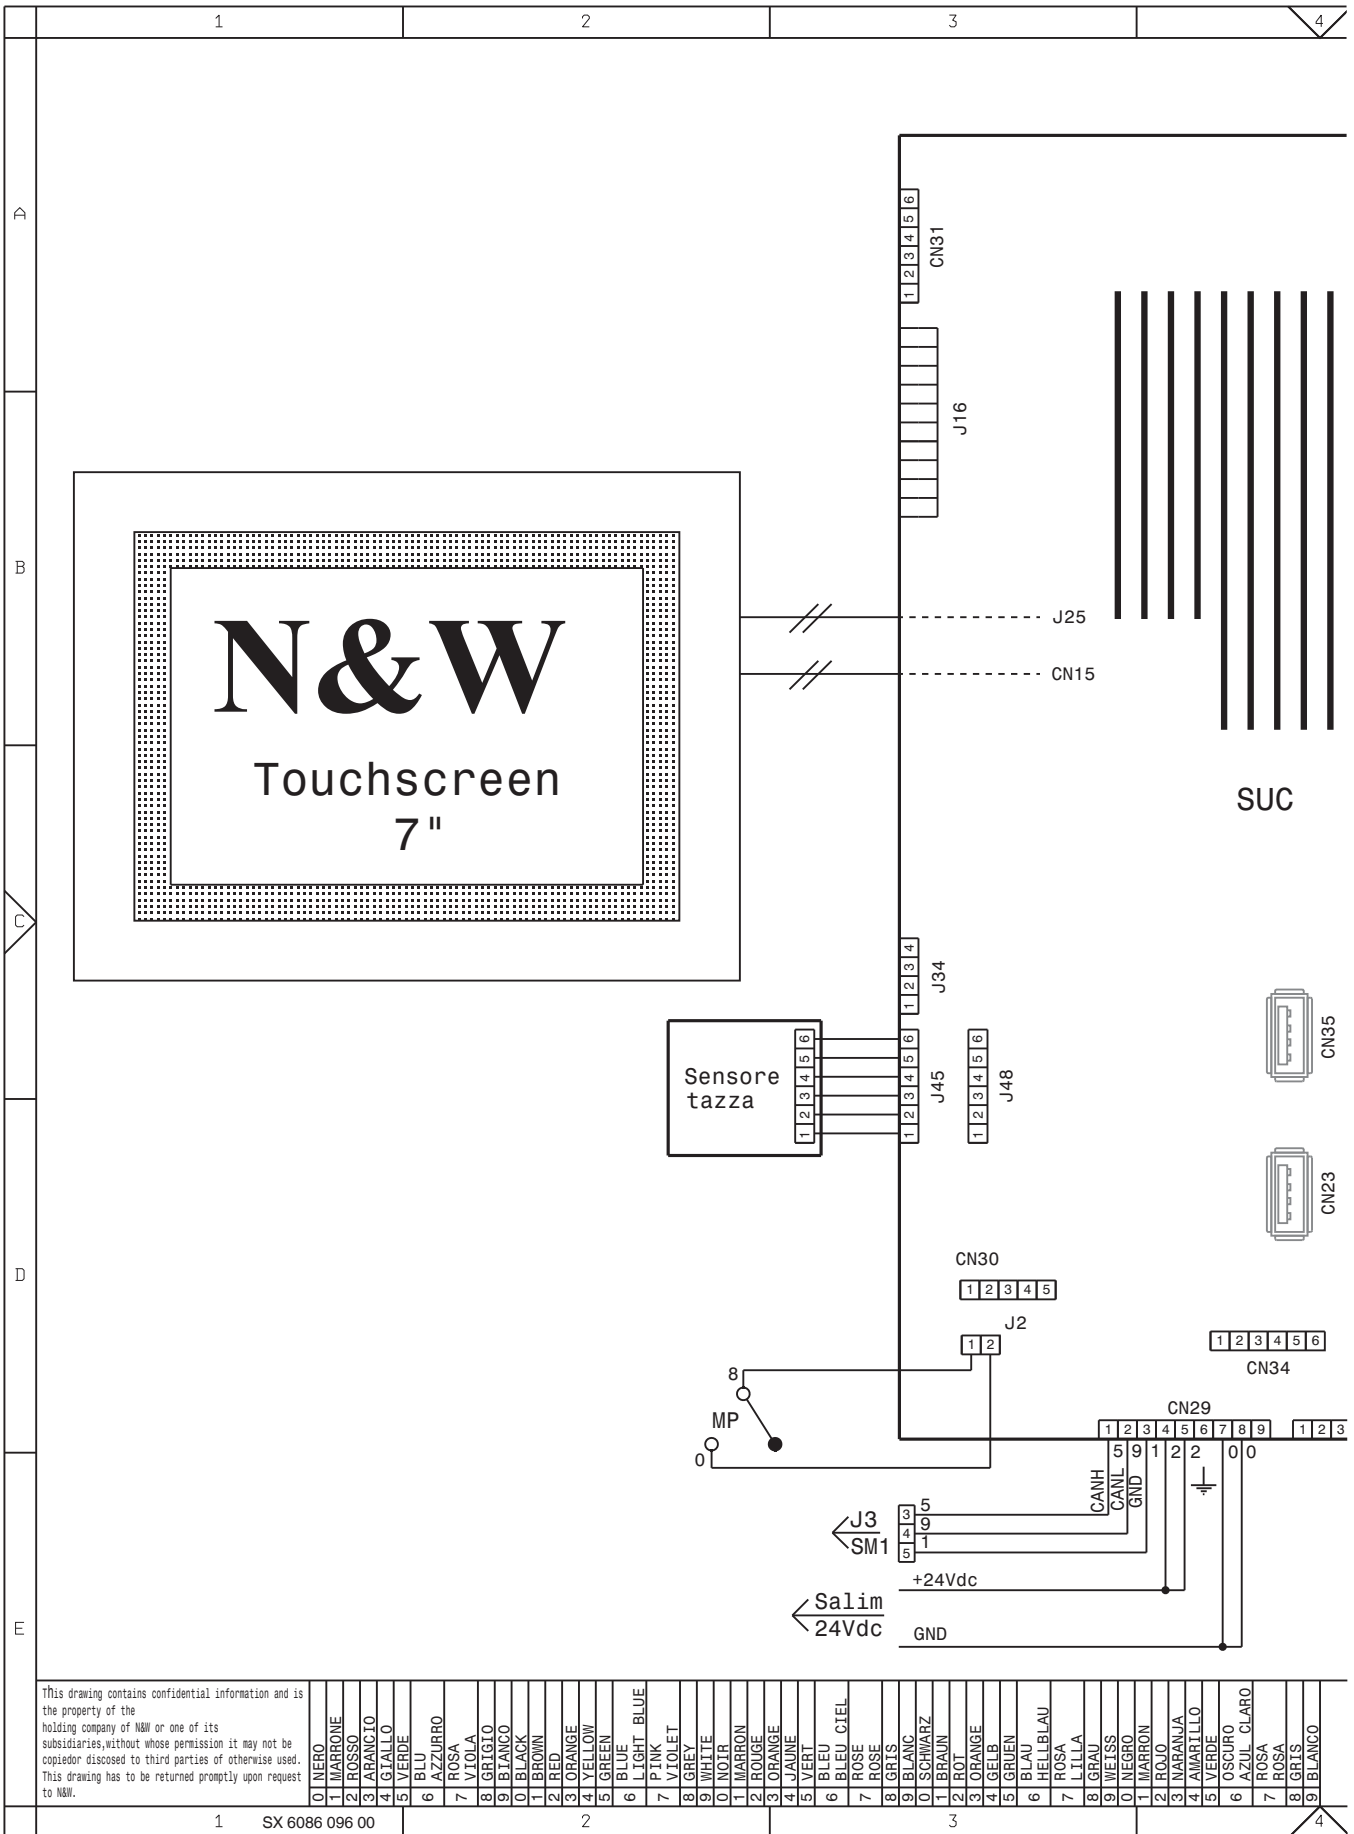 1 2 3 4
A
B
C
D
E
6 5 4 3 2 1
CN31
J16
N&W
Touchscreen
7"
J25
CN15
SUC
4 3 2 1
J34
Sensore
tazza
6 5 4 3 2 1
6 5 4 3 2 1
J45
6 5 4 3 2 1
J48
CN35
CN23
CN30
1 2 3 4 5
J2
1 2
1 2 3 4 5 6
CN34
8
MP
0
CN29
1 2 3 4 5 6 7 8 9
1 2 3
5 9 1 2 2 0 0
CANH
CANL
GND
J3
SM1
3 5
4 9
5 1
+24Vdc
Salim
24Vdc
GND
This drawing contains confidential information and is
the property of the
holding company of N&W or one of its
subsidiaries,without whose permission it may not be
copiedor discosed to third parties of otherwise used.
This drawing has to be returned promptly upon request
to N&W.
0 NERO
1 MARRONE
2 ROSSO
3 ARANCIO
4 GIALLO
5 VERDE
6 BLU
AZZURRO
7 ROSA
VIOLA
8 GRIGIO
9 BIANCO
0 BLACK
1 BROWN
2 RED
3 ORANGE
4 YELLOW
5 GREEN
6 BLUE
LIGHT BLUE
7 PINK
VIOLET
8 GREY
9 WHITE
0 NOIR
1 MARRON
2 ROUGE
3 ORANGE
4 JAUNE
5 VERT
6 BLEU
BLEU CIEL
7 ROSE
ROSE
8 GRIS
9 BLANC
0 SCHWARZ
1 BRAUN
2 ROT
3 ORANGE
4 GELB
5 GRUEN
6 BLAU
HELLBLAU
7 ROSA
LILLA
8 GRAU
9 WEISS
0 NEGRO
1 MARRON
2 ROJO
3 NARANJA
4 AMARILLO
5 VERDE
6 OSCURO
AZUL CLARO
7 ROSA
ROSA
8 GRIS
9 BLANCO
1 SX 6086 096 00 2 3 4